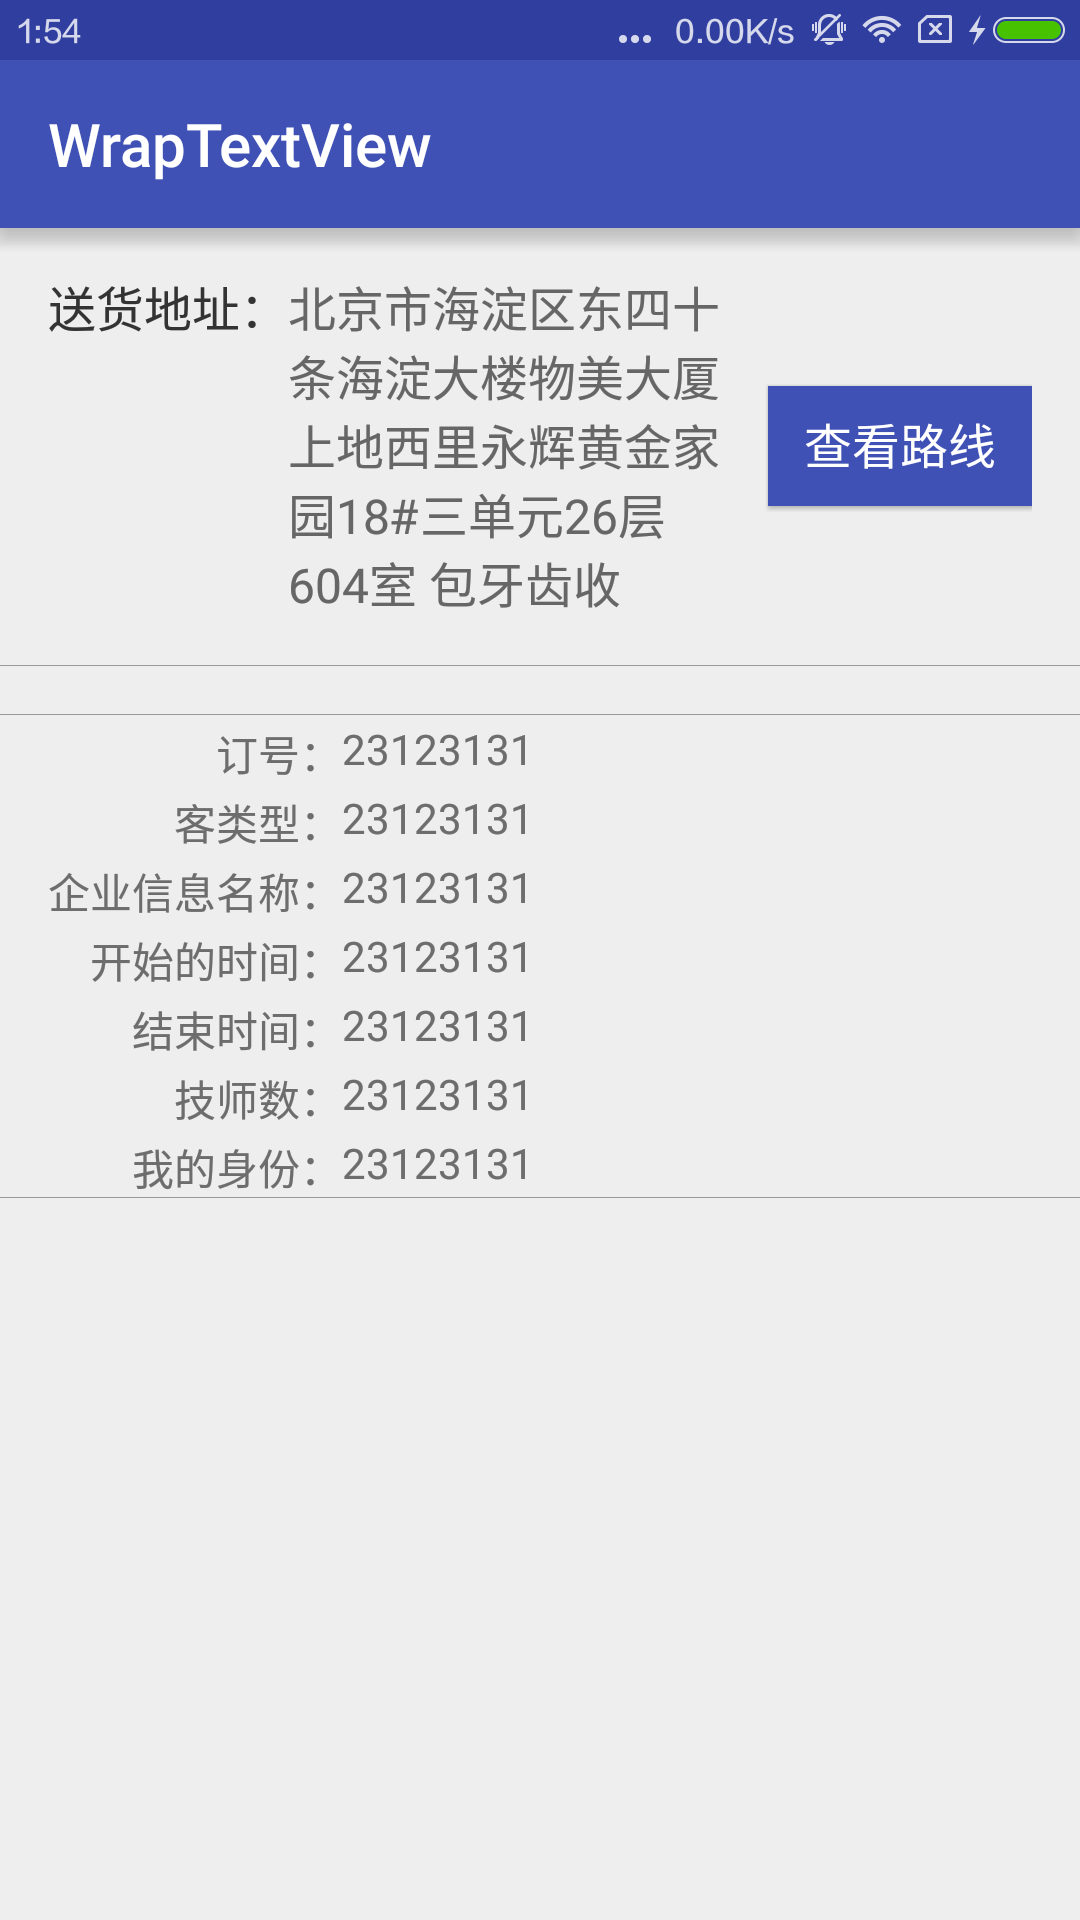 1:54 ... 0.00K/s
WrapTextView
送货地址：北京市海淀区东四十
条海淀大楼物美大厦
上地西里永辉黄金家
园18#三单元26层
604室 包牙齿收
查看路线
订号：23123131
客类型：23123131
企业信息名称：23123131
开始的时间：23123131
结束时间：23123131
技师数：23123131
我的身份：23123131